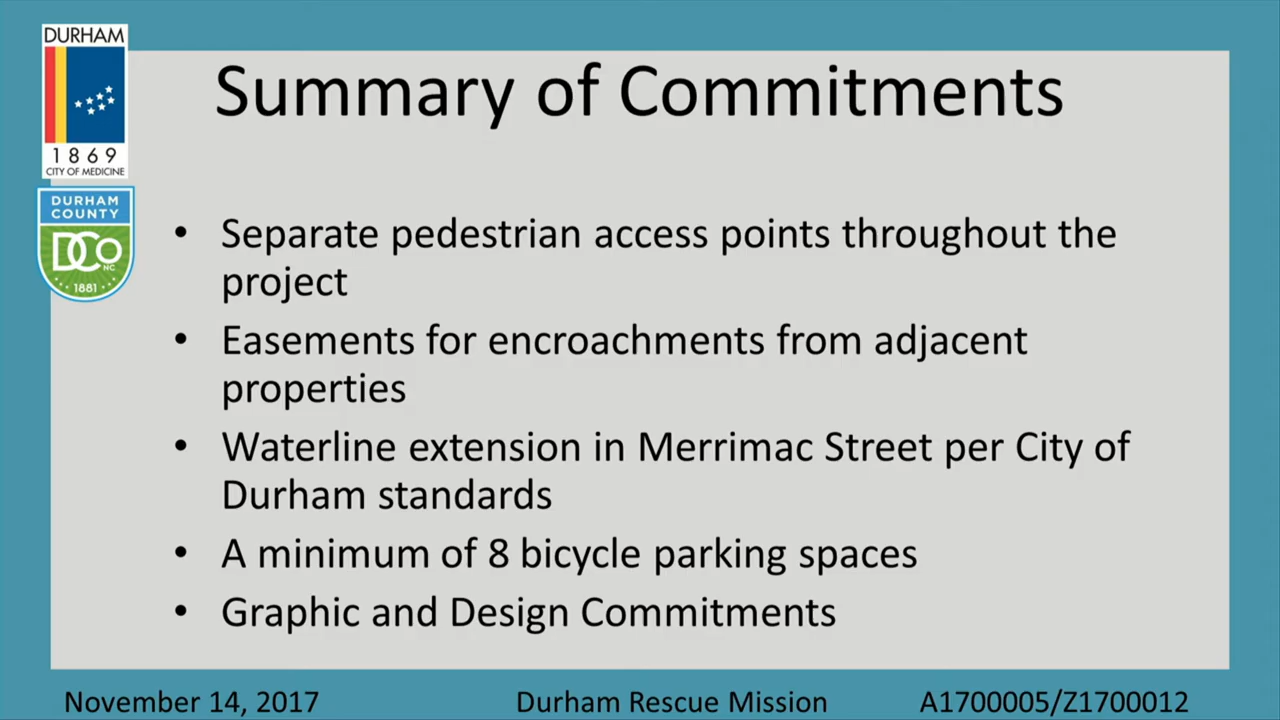 DURHAM
1869
CITY OF MEDICINE
DURHAM
COUNTY
DCo
NC
1881
Summary of Commitments
• Separate pedestrian access points throughout the
project
• Easements for encroachments from adjacent
properties
• Waterline extension in Merrimac Street per City of
Durham standards
• A minimum of 8 bicycle parking spaces
• Graphic and Design Commitments
November 14, 2017 Durham Rescue Mission A1700005/Z1700012